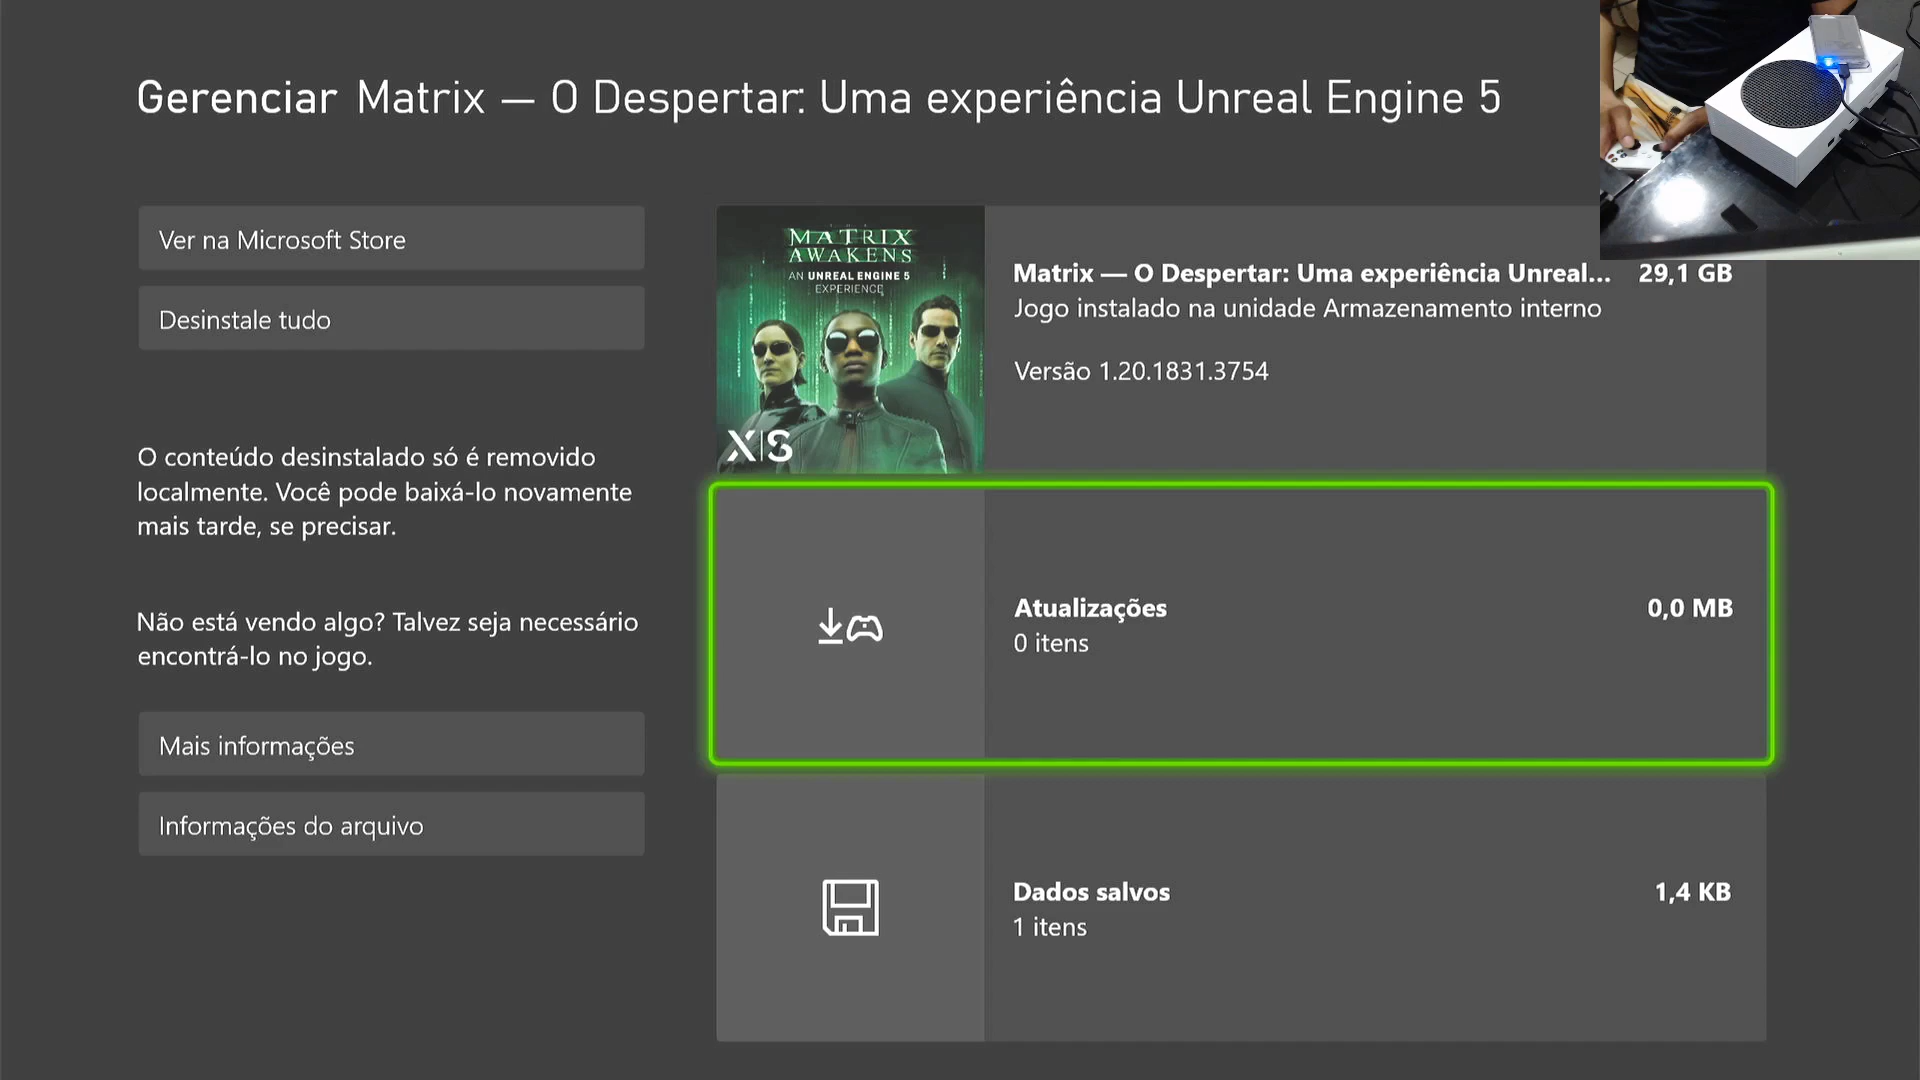 Gerenciar Matrix — O Despertar: Uma experiência Unreal Engine 5
Ver na Microsoft Store
Desinstale tudo
O conteúdo desinstalado só é removido
localmente. Você pode baixá-lo novamente
mais tarde, se precisar.
Não está vendo algo? Talvez seja necessário
encontrá-lo no jogo.
Mais informações
Informações do arquivo
THE
MATRIX
AWAKENS
AN UNREAL ENGINE 5
EXPERIENCE
X|S
Matrix — O Despertar: Uma experiência Unreal... 29,1 GB
Jogo instalado na unidade Armazenamento interno
Versão 1.20.1831.3754
Atualizações 0,0 MB
0 itens
Dados salvos 1,4 KB
1 itens